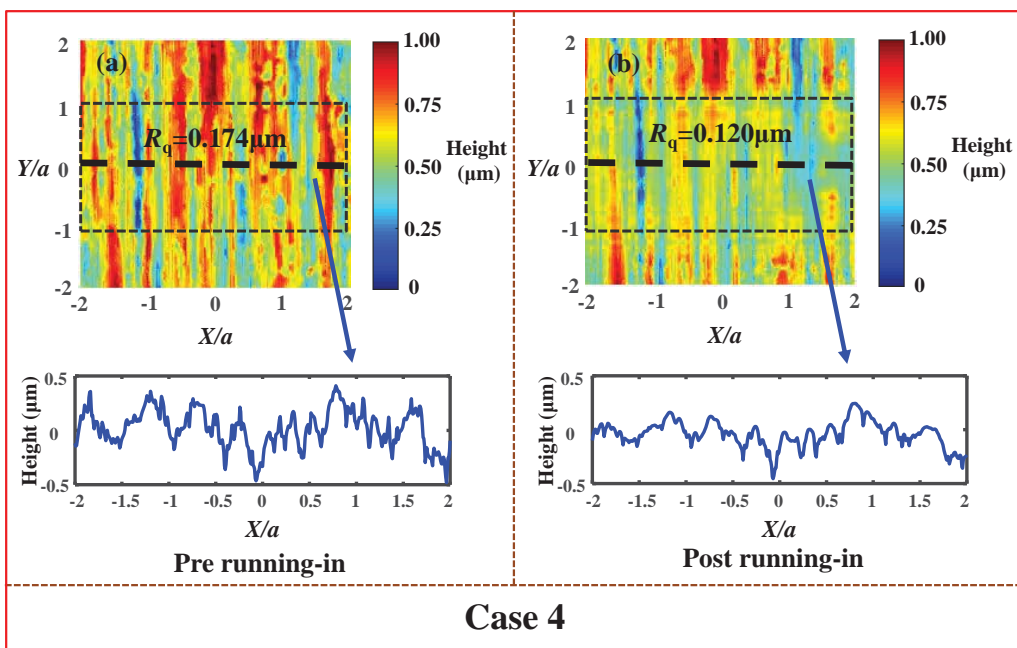 (a)
2
1
0
-1
-2
Y/a
Rq=0.174μm
-2 -1 0 1 2
X/a
1.00
0.75
0.50
0.25
0
Height
(μm)
0.5
0
-0.5
Height (μm)
-2 -1.5 -1 -0.5 0 0.5 1 1.5 2
X/a
Pre running-in
(b)
2
1
0
-1
-2
Y/a
Rq=0.120μm
-2 -1 0 1 2
X/a
1.00
0.75
0.50
0.25
0
Height
(μm)
0.5
0
-0.5
Height (μm)
-2 -1.5 -1 -0.5 0 0.5 1 1.5 2
X/a
Post running-in
Case 4